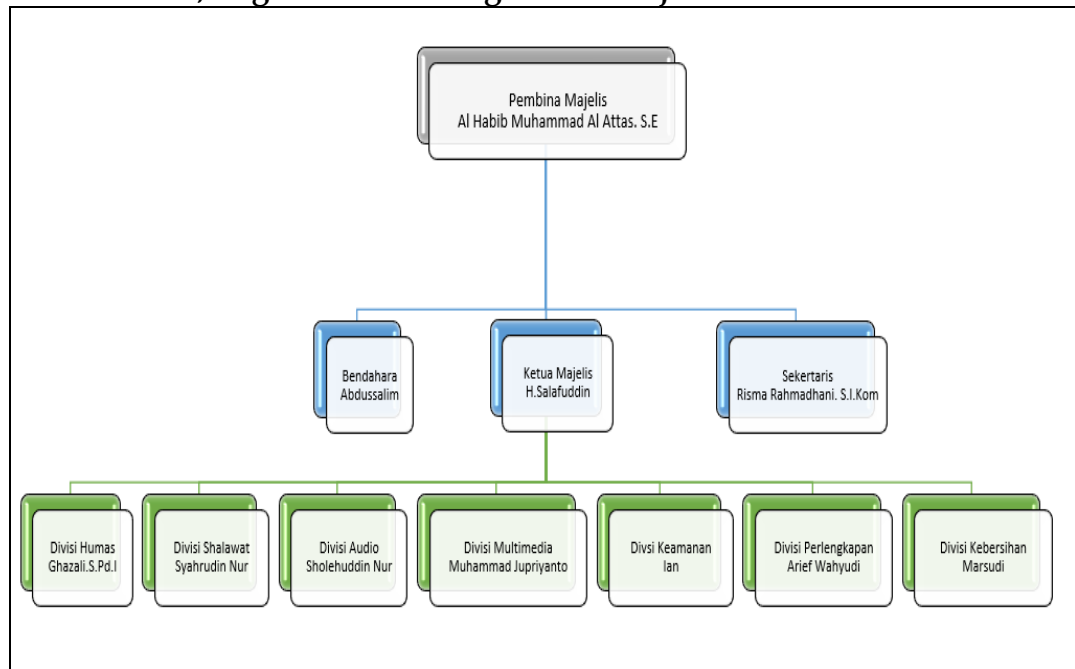 Pembina Majelis
Al Habib Muhammad Al Attas. S.E
Bendahara
Abdussalim
Ketua Majelis
H.Salafuddin
Sekertaris
Risma Rahmadhani. S.I.Kom
Divisi Humas
Ghazali.S.Pd.I
Divisi Shalawat
Syahrudin Nur
Divisi Audio
Sholehuddin Nur
Divisi Multimedia
Muhammad Jupriyanto
Divsi Keamanan
Ian
Divisi Perlengkapan
Arief Wahyudi
Divisi Kebersihan
Marsudi